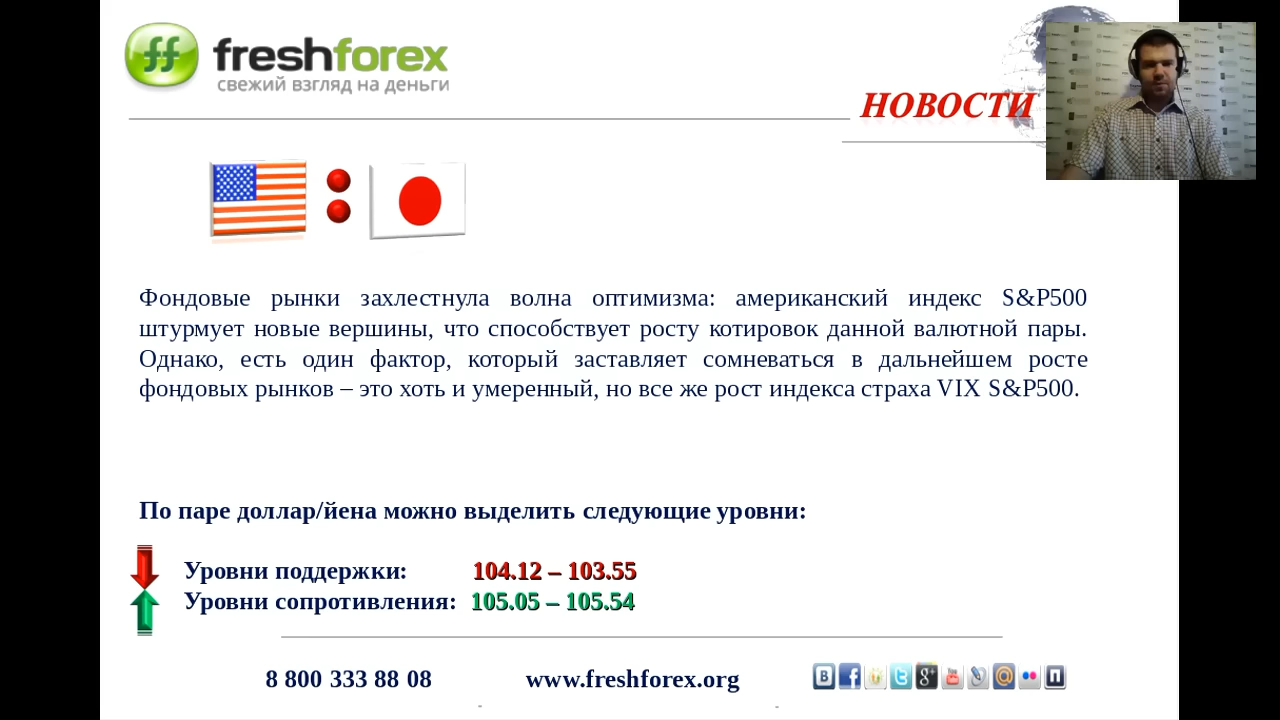 ff freshforex
свежий взгляд на деньги
НОВОСТИ
Фондовые рынки захлестнула волна оптимизма: американский индекс S&P500
штурмует новые вершины, что способствует росту котировок данной валютной пары.
Однако, есть один фактор, который заставляет сомневаться в дальнейшем росте
фондовых рынков – это хоть и умеренный, но все же рост индекса страха VIX S&P500.
По паре доллар/йена можно выделить следующие уровни:
Уровни поддержки: 104.12 – 103.55
Уровни сопротивления: 105.05 – 105.54
8 800 333 88 08 www.freshforex.org